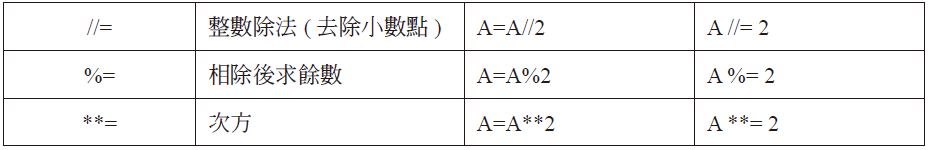 //= 整數除法 ( 去除小數點 ) A=A//2 A //= 2
%= 相除後求餘數 A=A%2 A %= 2
**= 次方 A=A**2 A **= 2